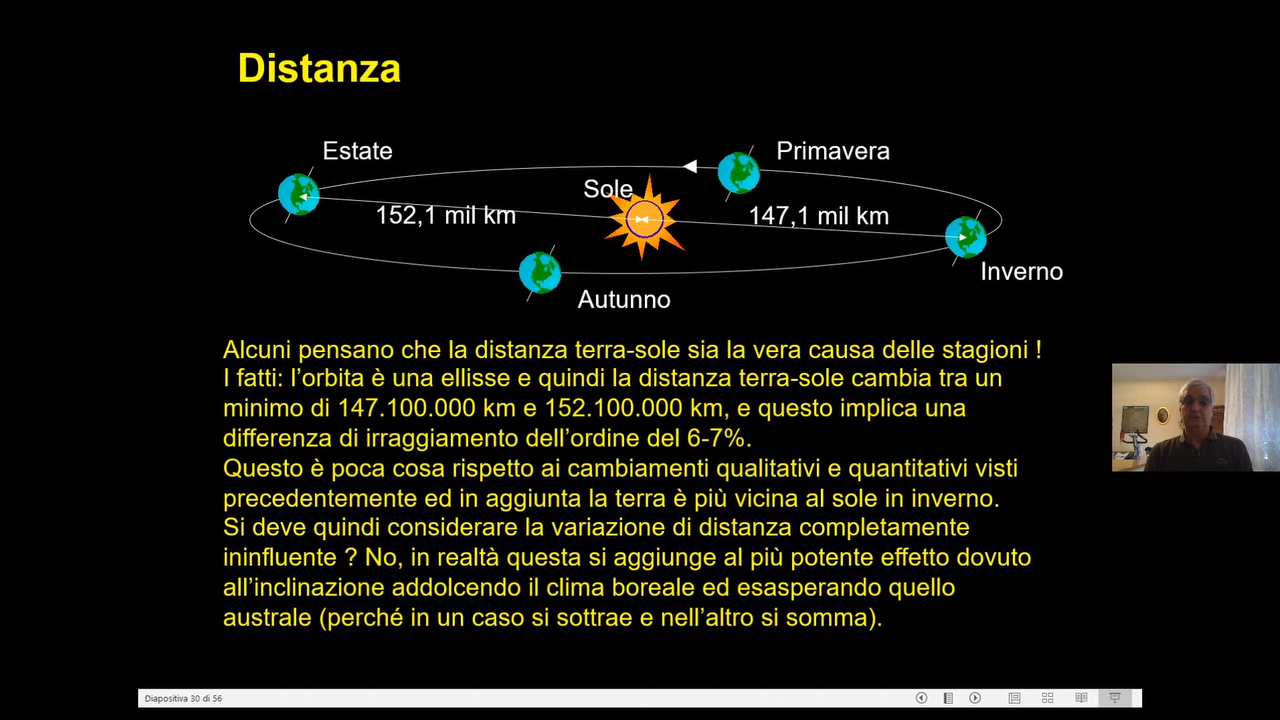 Distanza
Estate
Primavera
Sole
152,1 mil km
147,1 mil km
Inverno
Autunno
Alcuni pensano che la distanza terra-sole sia la vera causa delle stagioni !
I fatti: l’orbita è una ellisse e quindi la distanza terra-sole cambia tra un
minimo di 147.100.000 km e 152.100.000 km, e questo implica una
differenza di irraggiamento dell’ordine del 6-7%.
Questo è poca cosa rispetto ai cambiamenti qualitativi e quantitativi visti
precedentemente ed in aggiunta la terra è più vicina al sole in inverno.
Si deve quindi considerare la variazione di distanza completamente
ininfluente ? No, in realtà questa si aggiunge al più potente effetto dovuto
all’inclinazione addolcendo il clima boreale ed esasperando quello
australe (perché in un caso si sottrae e nell’altro si somma).
Diapositiva 30 di 56